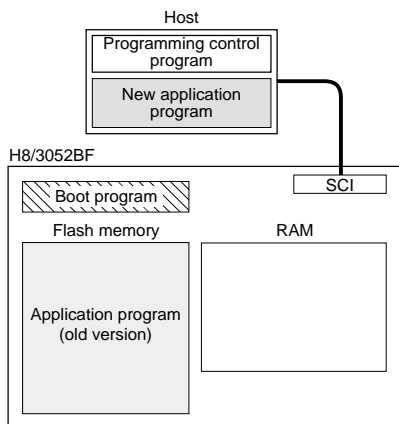 Host
Programming control
program
New application
program
H8/3052BF
SCI
Boot program
Flash memory
RAM
Application program
(old version)